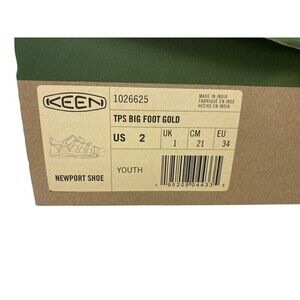 KEEN
1026625
MADE IN INDIA
FABRIQUÉ EN INDE
HECHO EN INDIA
TPS BIG FOOT GOLD
US 2
UK 1
CM 21
EU 34
NEWPORT SHOE
YOUTH